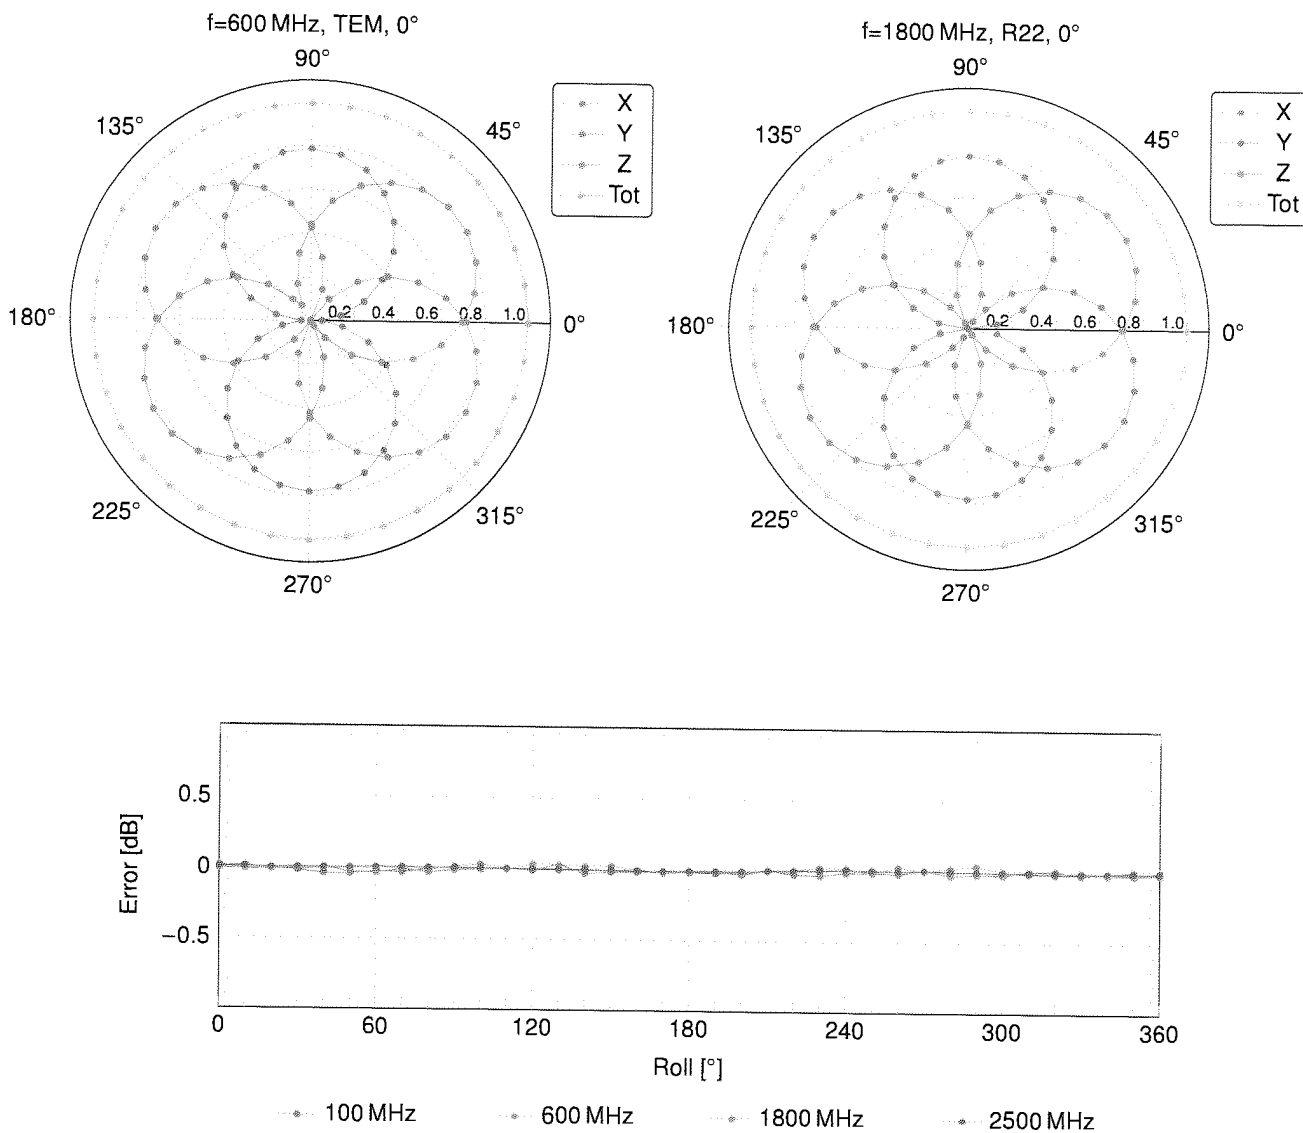 f=600 MHz, TEM, 0°
90°
135°
45°
180°
0.2 0.4 0.6 0.8 1.0
0°
225°
315°
270°
X
Y
Z
Tot
f=1800 MHz, R22, 0°
90°
135°
45°
180°
0.2 0.4 0.6 0.8 1.0
0°
225°
315°
270°
X
Y
Z
Tot
Error [dB]
0.5
0
−0.5
0 60 120 180 240 300 360
Roll [°]
100 MHz 600 MHz 1800 MHz 2500 MHz